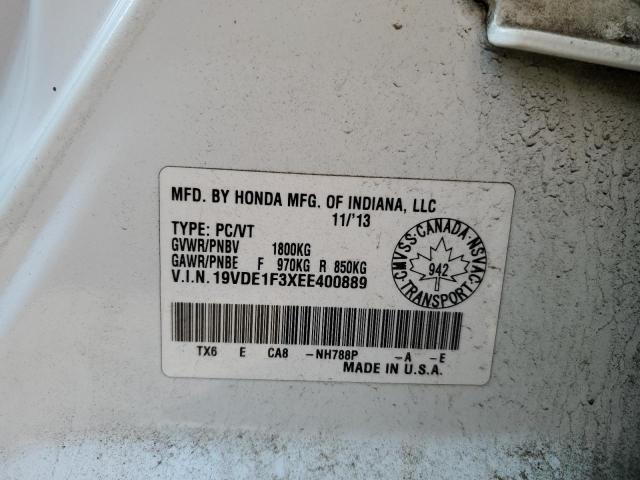 MFD. BY HONDA MFG. OF INDIANA, LLC
11/'13
TYPE: PC/VT
GVWR/PNBV 1800KG
GAWR/PNBE F 970KG R 850KG
V.I.N. 19VDE1F3XEE400889
CMVSS·CANADA·NSVAC
942
TRANSPORT
TX6 E CA8 -NH788P -A -E
MADE IN U.S.A.